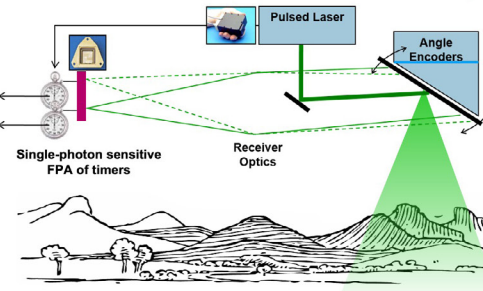 Pulsed Laser
Angle
Encoders
Single-photon sensitive
FPA of timers
Receiver
Optics